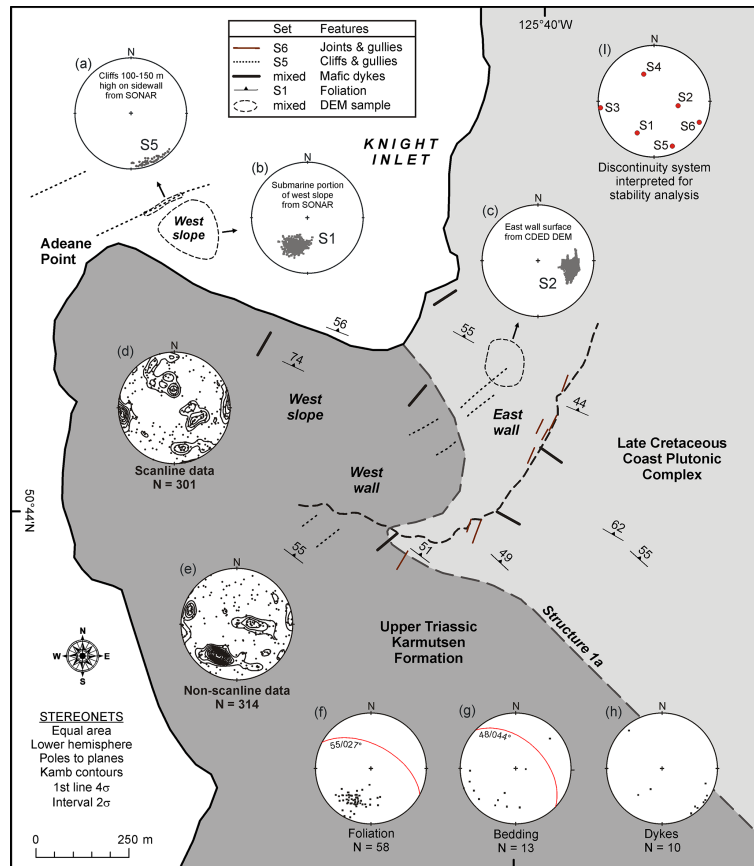 125°40'W
Set Features
S6 Joints & gullies
S5 Cliffs & gullies
mixed Mafic dykes
S1 Foliation
mixed DEM sample
(a)
N
Cliffs 100-150 m
high on sidewall
from SONAR
S5
(b)
N
Submarine portion
of west slope
from SONAR
S1
KNIGHT
INLET
(I)
N
S4
S3
S2
S1
S6
S5
Discontinuity system
interpreted for
stability analysis
(c)
N
East wall surface
from CDED DEM
S2
West
slope
Adeane
Point
56
55
74
(d)
N
Scanline data
N = 301
West
slope
East
wall
44
Late Cretaceous
Coast Plutonic
Complex
West
wall
50°44'N
55
51
49
62
55
(e)
N
Non-scanline data
N = 314
Upper Triassic
Karmutsen
Formation
Structure 1a
N
W E
S
STEREONETS
Equal area
Lower hemisphere
Poles to planes
Kamb contours
1st line 4σ
Interval 2σ
0 250 m
(f)
N
55/027°
Foliation
N = 58
(g)
N
48/044°
Bedding
N = 13
(h)
N
Dykes
N = 10